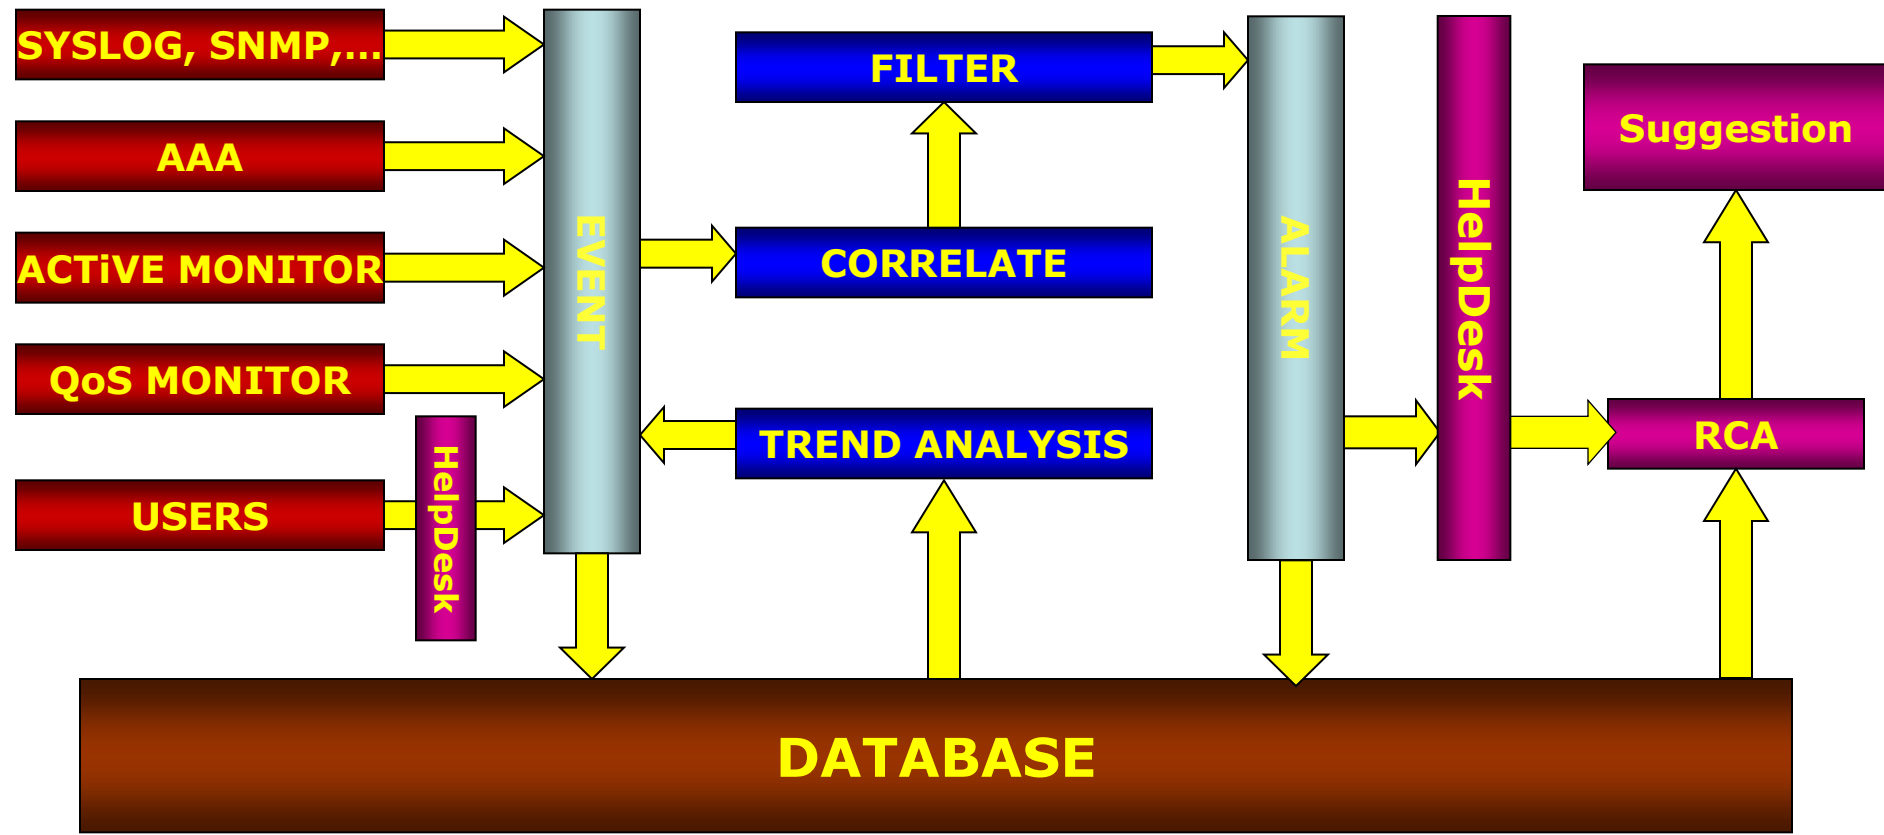 SYSLOG, SNMP,...
AAA
ACTiVE MONITOR
QoS MONITOR
USERS
HelpDesk
EVENT
FILTER
CORRELATE
TREND ANALYSIS
ALARM
HelpDesk
Suggestion
RCA
DATABASE